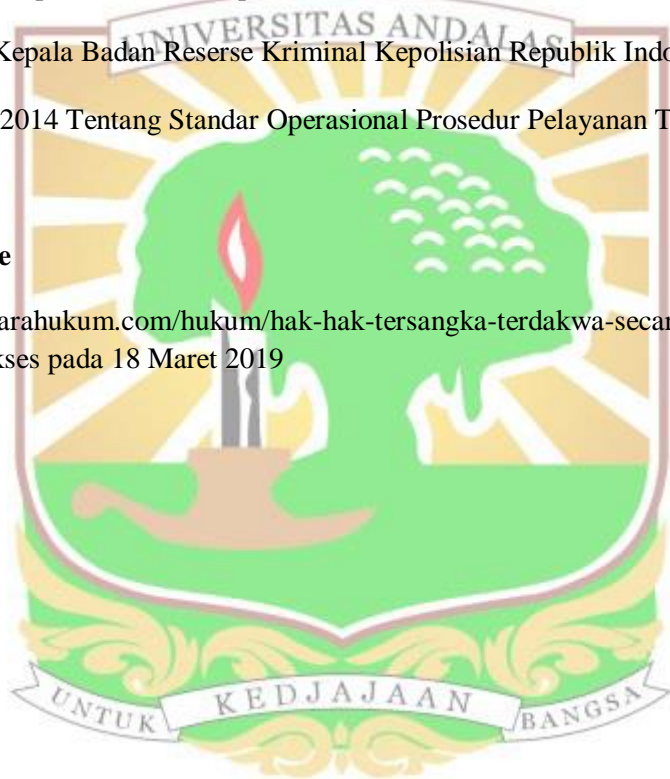 UNIVERSITAS ANDALAS
Kepala Badan Reserse Kriminal Kepolisian Republik Indo
2014 Tentang Standar Operasional Prosedur Pelayanan T
e
arahukum.com/hukum/hak-hak-tersangka-terdakwa-secar
kses pada 18 Maret 2019
UNTUK KEDJAJAAN BANGSA